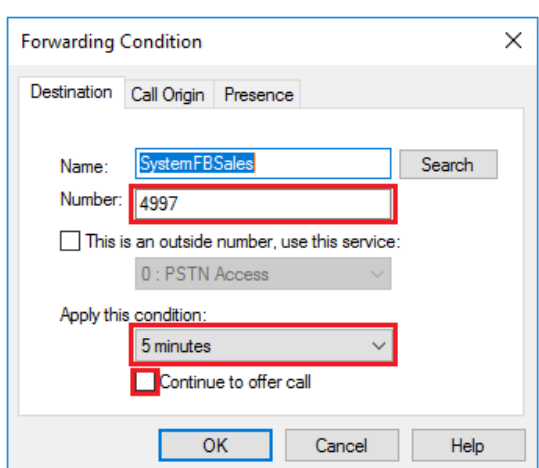 Forwarding Condition
Destination Call Origin Presence
Name: SystemFBSales Search
Number: 4997
This is an outside number, use this service:
0 : PSTN Access
Apply this condition:
5 minutes
Continue to offer call
OK Cancel Help